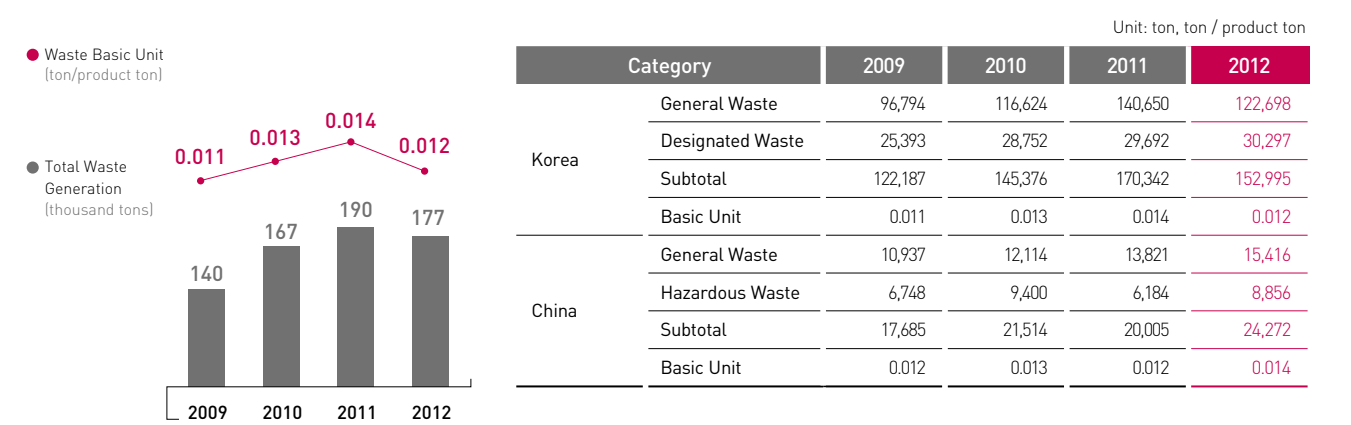 Unit: ton, ton / product ton
Waste Basic Unit
(ton/product ton)
Total Waste
Generation
(thousand tons)
0.011 0.013 0.014 0.012
140 167 190 177
2009 2010 2011 2012
Category 2009 2010 2011 2012
Korea
General Waste 96,794 116,624 140,650 122,698
Designated Waste 25,393 28,752 29,692 30,297
Subtotal 122,187 145,376 170,342 152,995
Basic Unit 0.011 0.013 0.014 0.012
China
General Waste 10,937 12,114 13,821 15,416
Hazardous Waste 6,748 9,400 6,184 8,856
Subtotal 17,685 21,514 20,005 24,272
Basic Unit 0.012 0.013 0.012 0.014